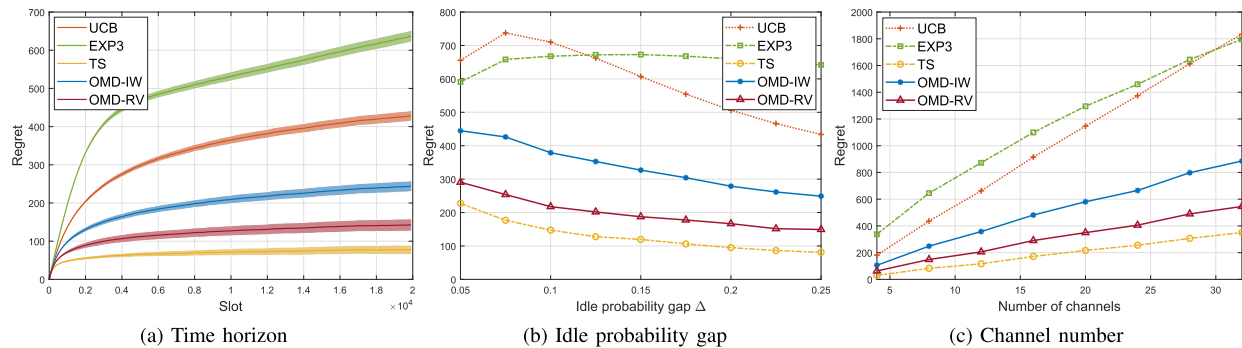 700
600
500
400
300
200
100
0
Regret
UCB
EXP3
TS
OMD-IW
OMD-RV
0 0.2 0.4 0.6 0.8 1 1.2 1.4 1.6 1.8 2
×10⁴
Slot
(a) Time horizon
800
700
600
500
400
300
200
100
0
Regret
UCB
EXP3
TS
OMD-IW
OMD-RV
0.05 0.1 0.15 0.2 0.25
Idle probability gap Δ
(b) Idle probability gap
2000
1800
1600
1400
1200
1000
800
600
400
200
0
Regret
UCB
EXP3
TS
OMD-IW
OMD-RV
5 10 15 20 25 30
Number of channels
(c) Channel number